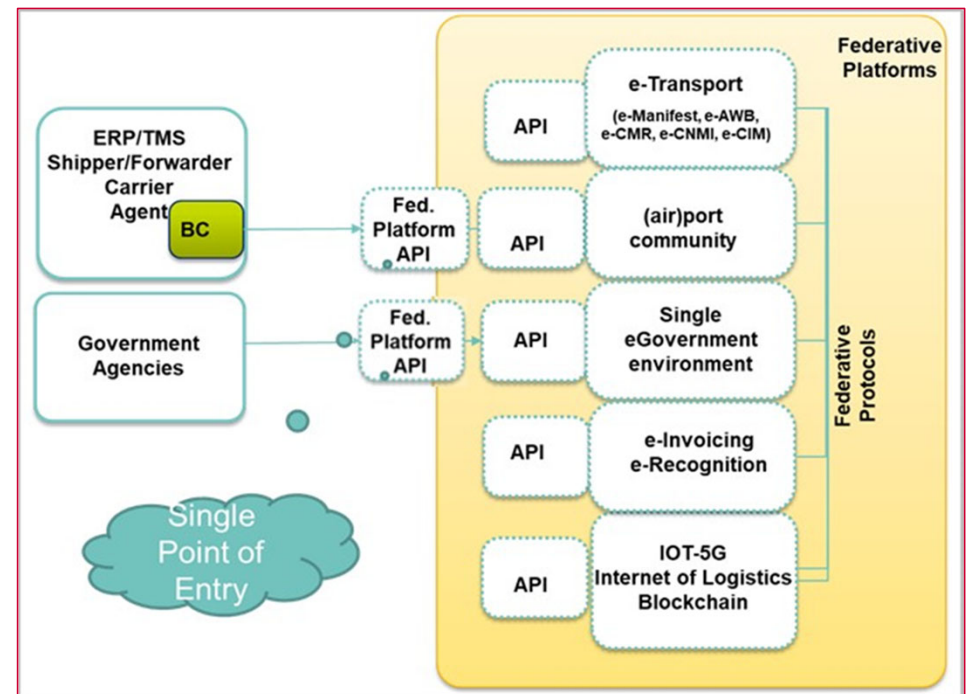 Federative
Platforms
ERP/TMS
Shipper/Forwarder
Carrier
Agent
BC
Government
Agencies
Single
Point of
Entry
Fed.
Platform
API
Fed.
Platform
API
API
e-Transport
(e-Manifest, e-AWB,
e-CMR, e-CNMI, e-CIM)
API
(air)port
community
API
Single
eGovernment
environment
API
e-Invoicing
e-Recognition
API
IOT-5G
Internet of Logistics
Blockchain
Federative
Protocols